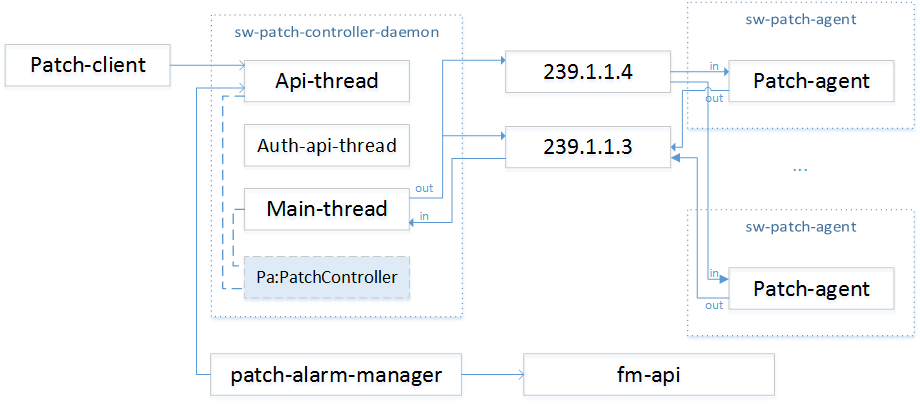 sw-patch-controller-daemon
sw-patch-agent
Patch-client
Api-thread
239.1.1.4
in
Patch-agent
out
Auth-api-thread
239.1.1.3
...
Main-thread
out
in
sw-patch-agent
Pa:PatchController
in
Patch-agent
out
patch-alarm-manager
fm-api